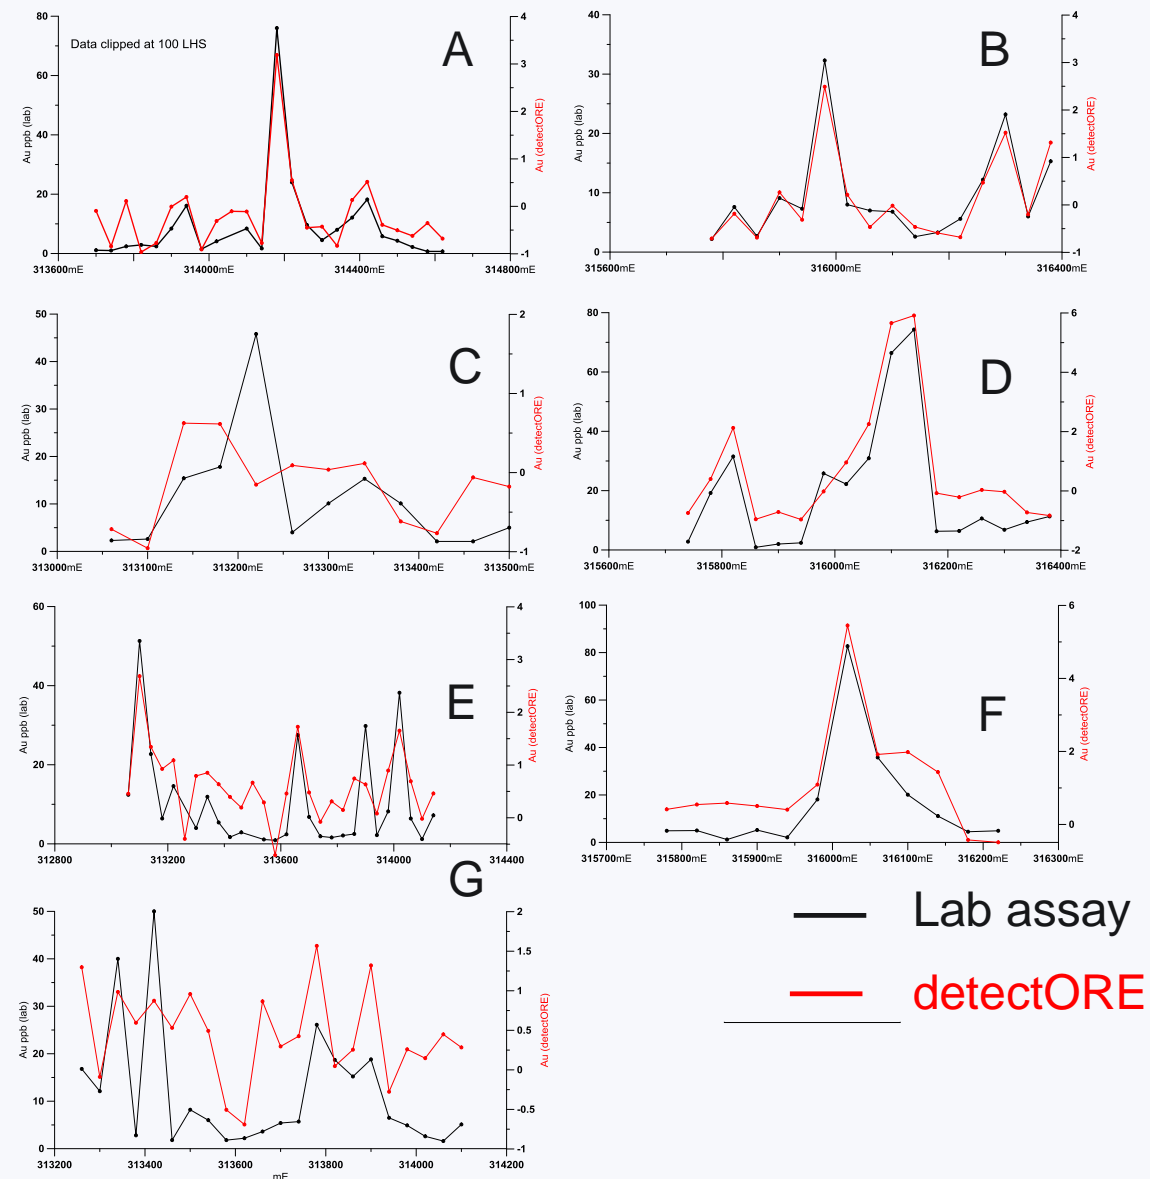 80
60
40
20
0
Au ppb (lab)
Data clipped at 100 LHS
A
4
3
2
1
0
-1
Au (detectORE)
313600mE
314000mE
314400mE
314800mE
40
30
20
10
0
Au ppb (lab)
B
4
3
2
1
0
-1
Au (detectORE)
315600mE
316000mE
316400mE
50
40
30
20
10
0
Au ppb (lab)
C
2
1
0
-1
Au (detectORE)
313000mE
313100mE
313200mE
313300mE
313400mE
313500mE
80
60
40
20
0
Au ppb (lab)
D
6
4
2
0
-2
Au (detectORE)
315600mE
315800mE
316000mE
316200mE
316400mE
60
40
20
0
Au ppb (lab)
E
4
3
2
1
0
Au (detectORE)
312800
313200
313600
314000
314400
100
80
60
40
20
0
Au ppb (lab)
F
6
4
2
0
Au (detectORE)
315700mE
315800mE
315900mE
316000mE
316100mE
316200mE
316300mE
G
50
40
30
20
10
0
Au ppb (lab)
2
1.5
1
0.5
0
-0.5
-1
Au (detectORE)
313200
313400
313600
313800
314000
314200
mE
Lab assay
detectORE